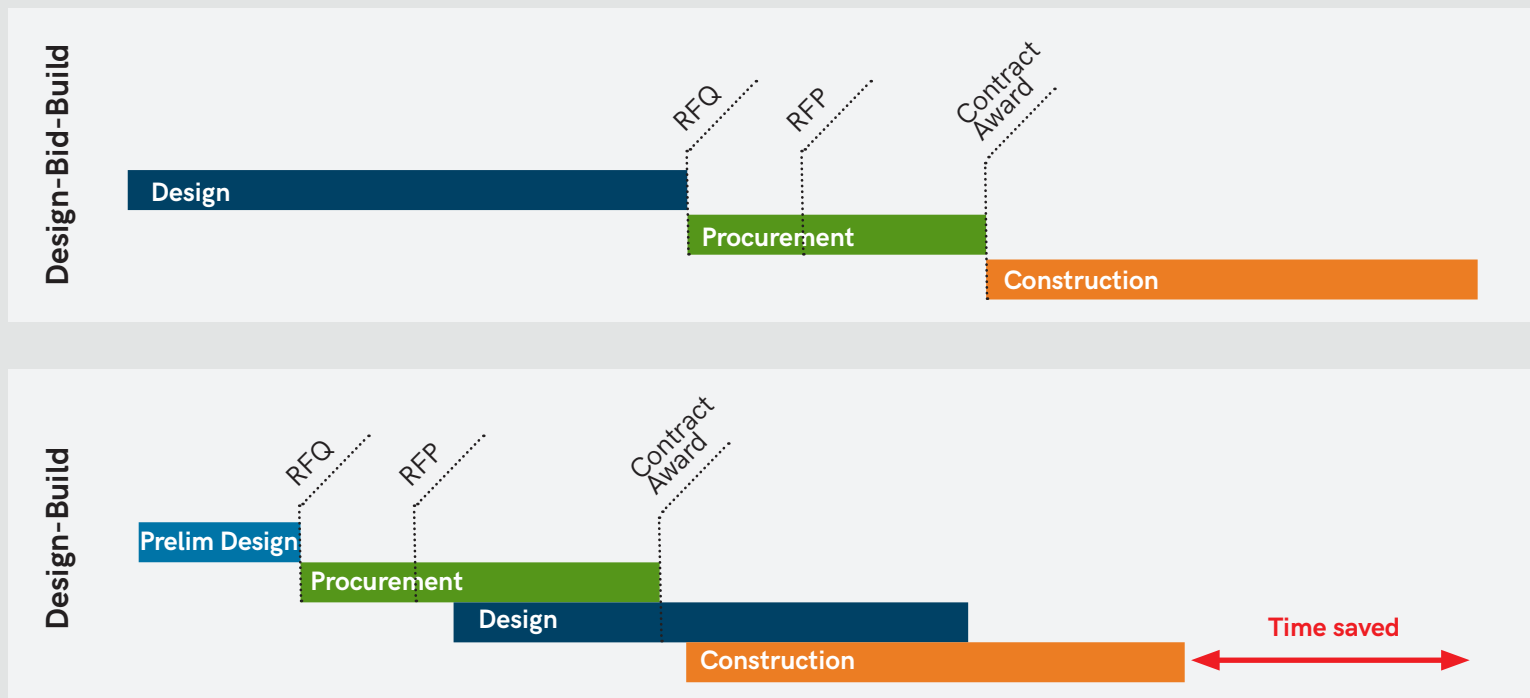 Design-Bid-Build
RFQ
RFP
Contract
Award
Design
Procurement
Construction
Design-Build
RFQ
RFP
Contract
Award
Prelim Design
Procurement
Design
Time saved
Construction